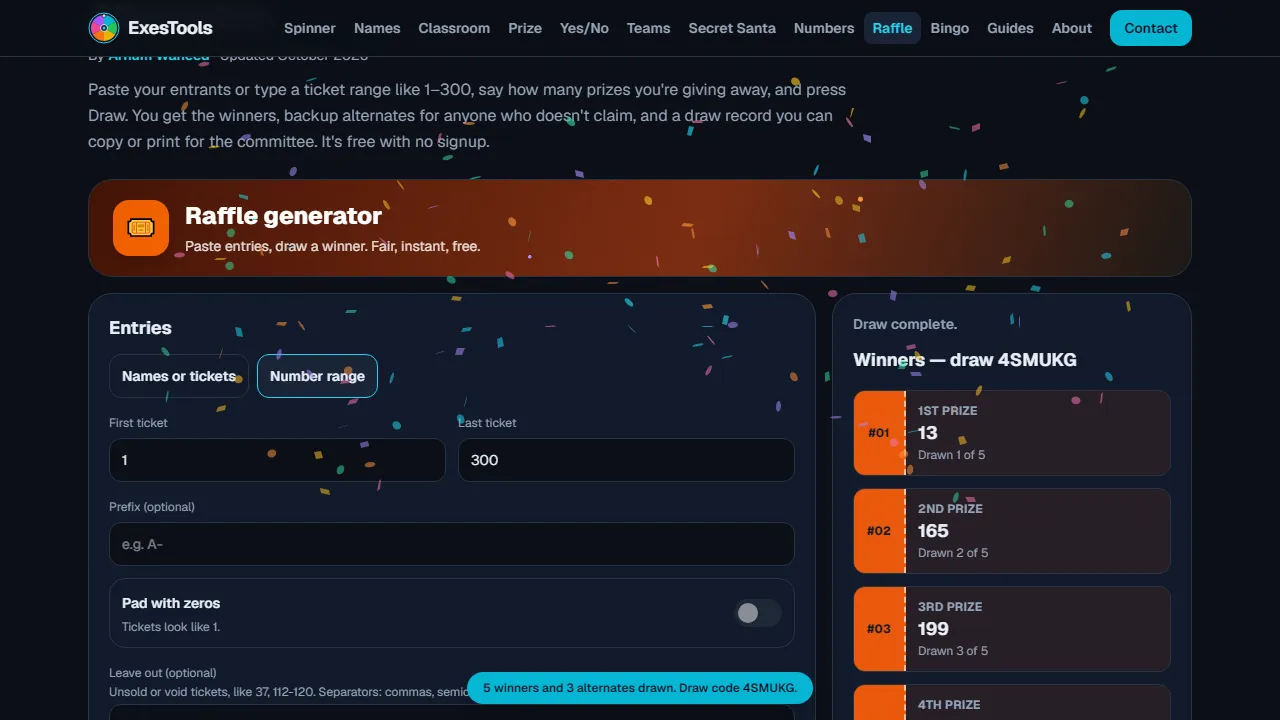 ExesTools
Spinner Names Classroom Prize Yes/No Teams Secret Santa Numbers Raffle Bingo Guides About Contact
By Arham Waheed Updated October 2026
Paste your entrants or type a ticket range like 1–300, say how many prizes you're giving away, and press
Draw. You get the winners, backup alternates for anyone who doesn't claim, and a draw record you can
copy or print for the committee. It's free with no signup.
Raffle generator
Paste entries, draw a winner. Fair, instant, free.
Entries
Names or tickets Number range
First ticket
Last ticket
1
300
Prefix (optional)
e.g. A-
Pad with zeros
Tickets look like 1.
Leave out (optional)
Unsold or void tickets, like 37, 112-120. Separators: commas,
5 winners and 3 alternates drawn. Draw code 4SMUKG.
Draw complete.
Winners — draw 4SMUKG
#01
1ST PRIZE
13
Drawn 1 of 5
#02
2ND PRIZE
165
Drawn 2 of 5
#03
3RD PRIZE
199
Drawn 3 of 5
4TH PRIZE